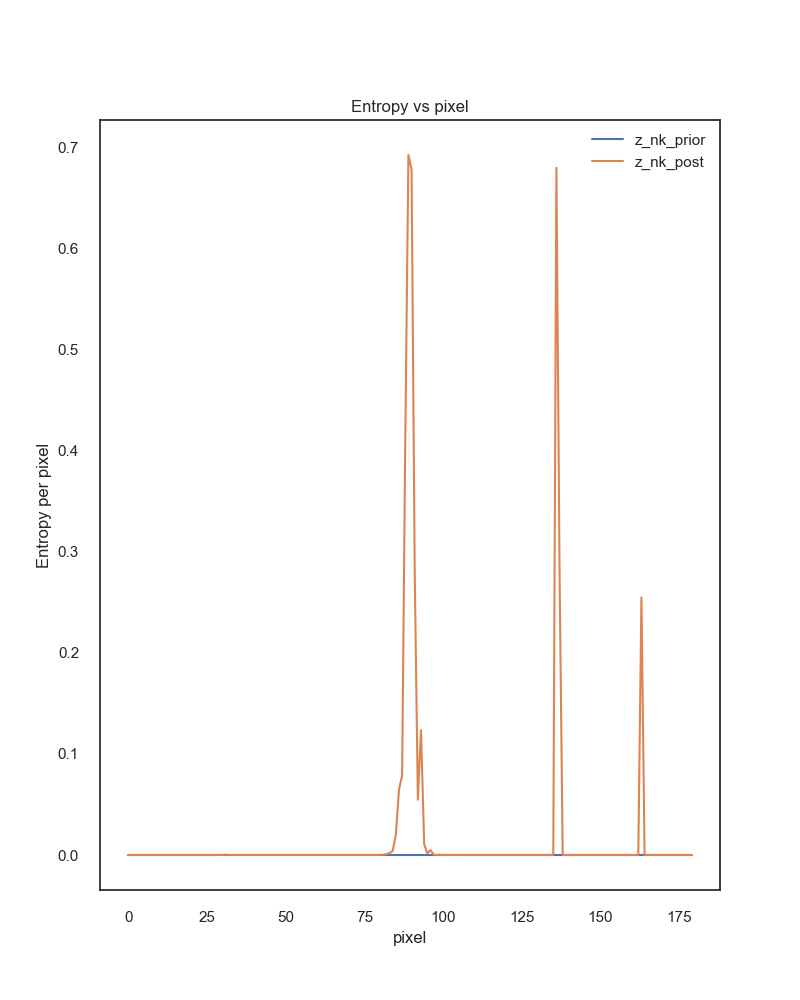 Entropy vs pixel
z_nk_prior
z_nk_post
Entropy per pixel
0.7
0.6
0.5
0.4
0.3
0.2
0.1
0.0
0 25 50 75 100 125 150 175
pixel